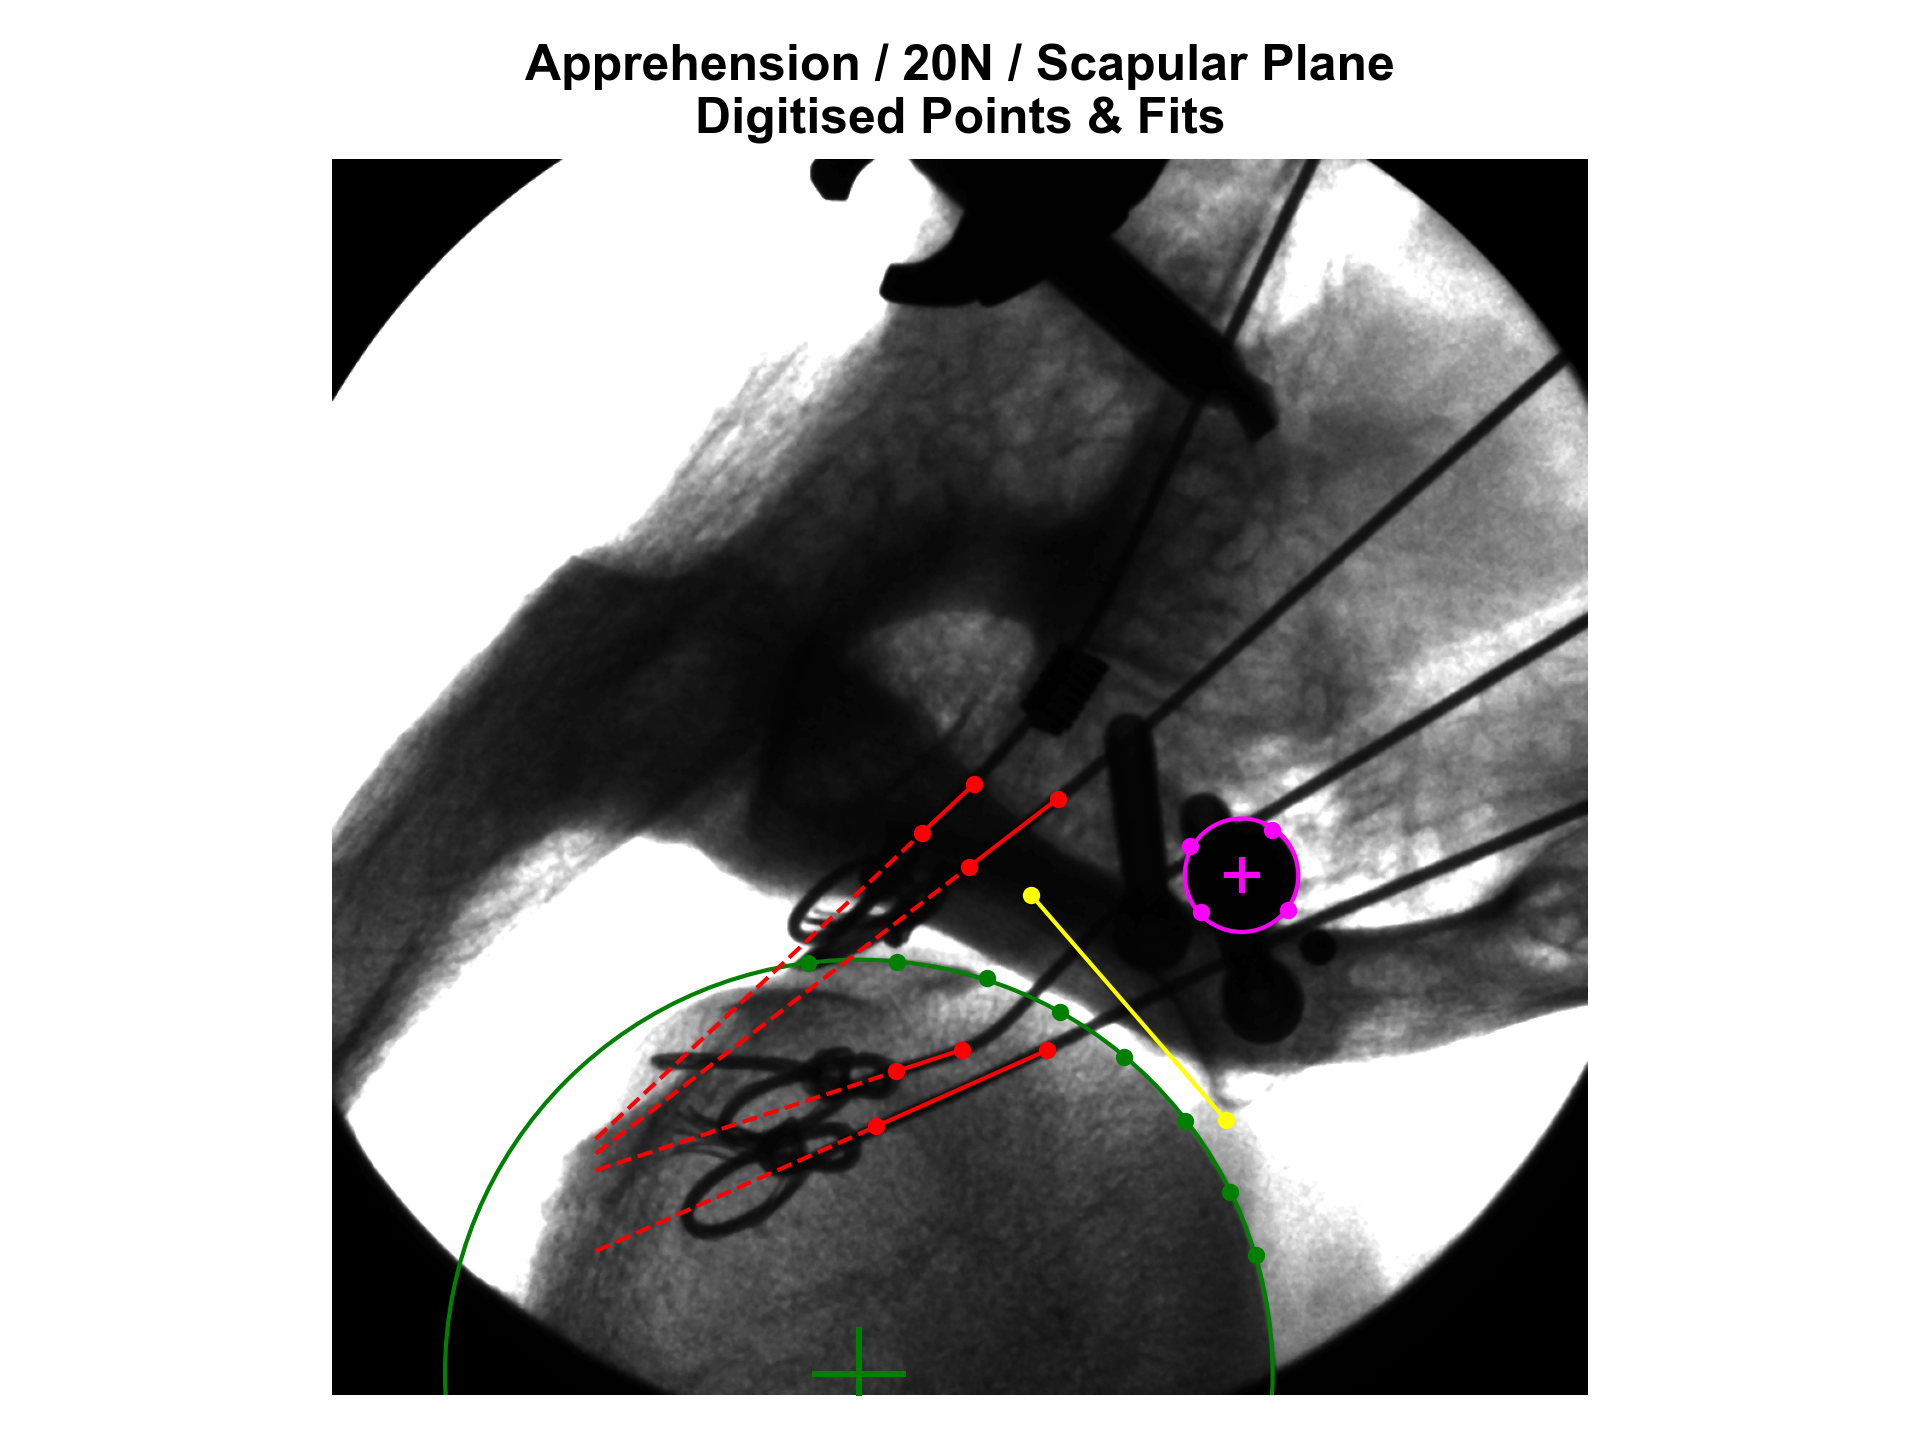 Apprehension / 20N / Scapular Plane
Digitised Points & Fits